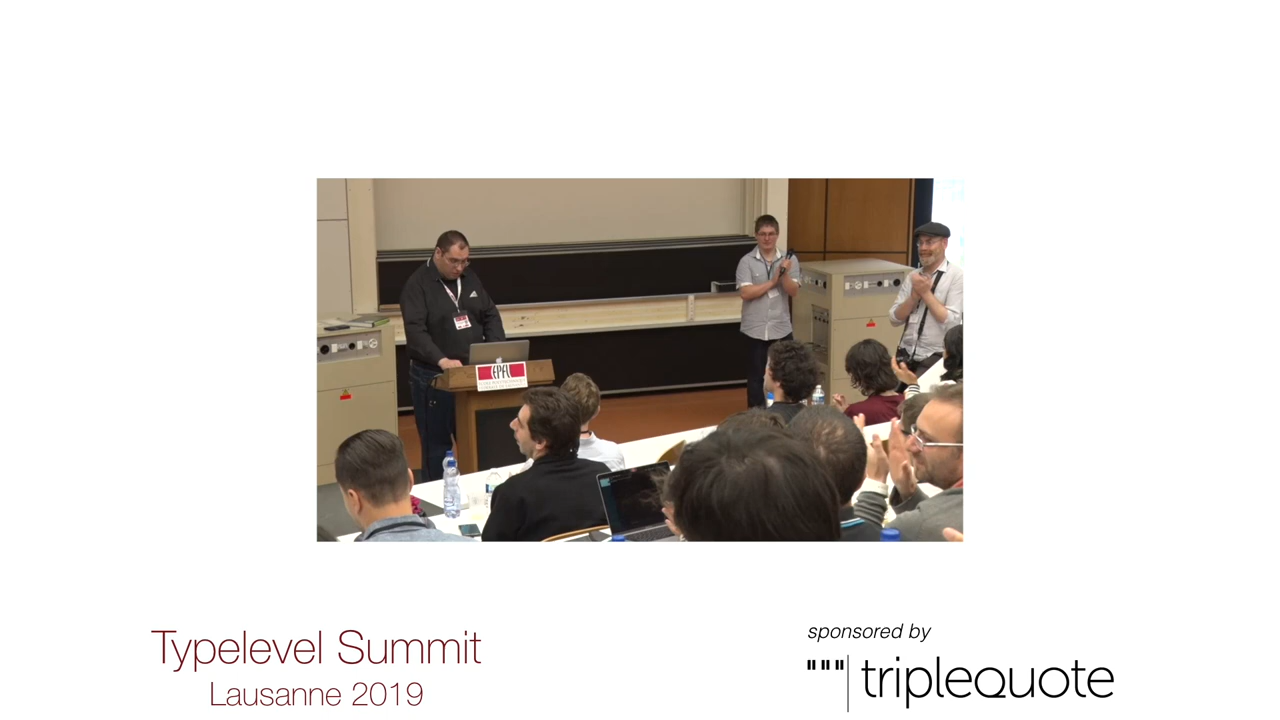 EPFL
Typelevel Summit
Lausanne 2019
sponsored by
triplequote